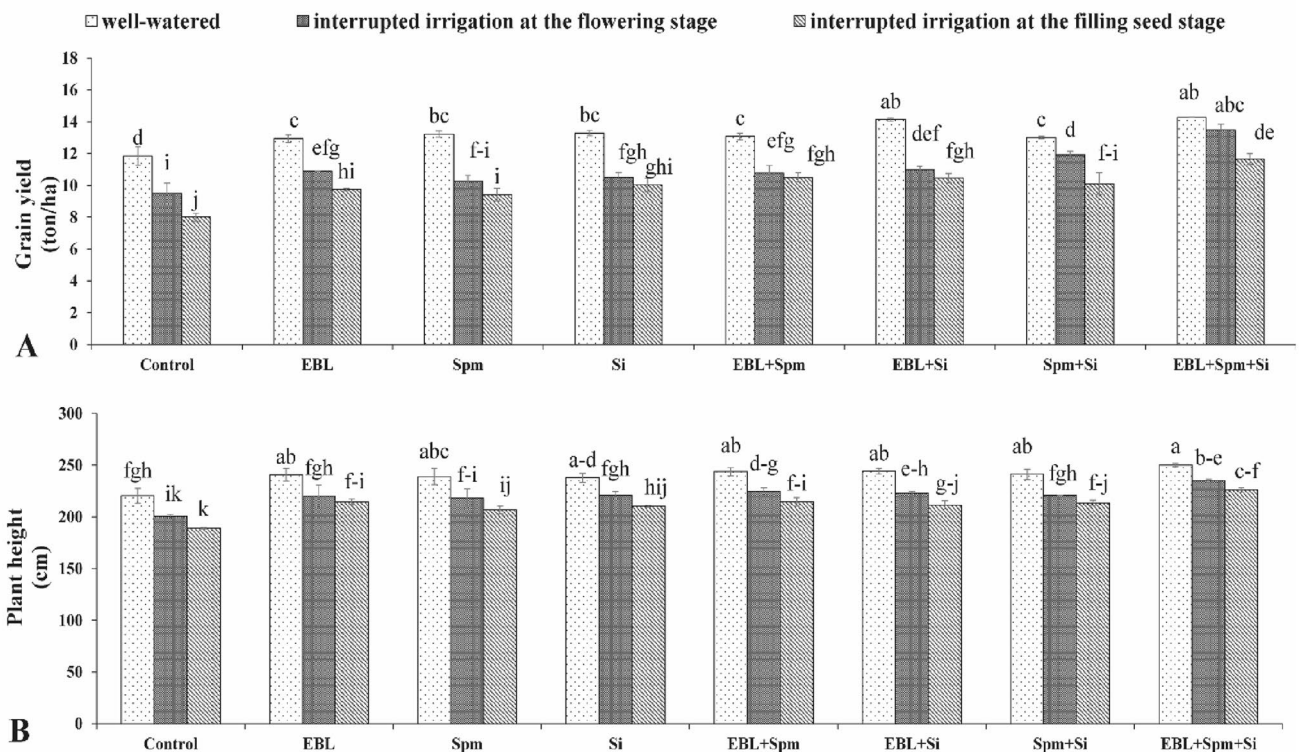 well-watered interrupted irrigation at the flowering stage interrupted irrigation at the filling seed stage
Grain yield
(ton/ha)
18
16
14
12
10
8
6
4
2
0
d i j c efg hi bc f-i i bc fgh ghi c efg fgh ab def fgh c d f-i ab abc de
A
Control EBL Spm Si EBL+Spm EBL+Si Spm+Si EBL+Spm+Si
Plant height
(cm)
300
250
200
150
100
50
0
fgh ik k ab fgh f-i abc f-i ij a-d fgh hij ab d-g f-i ab e-h g-j ab fgh f-j a b-e c-f
B
Control EBL Spm Si EBL+Spm EBL+Si Spm+Si EBL+Spm+Si